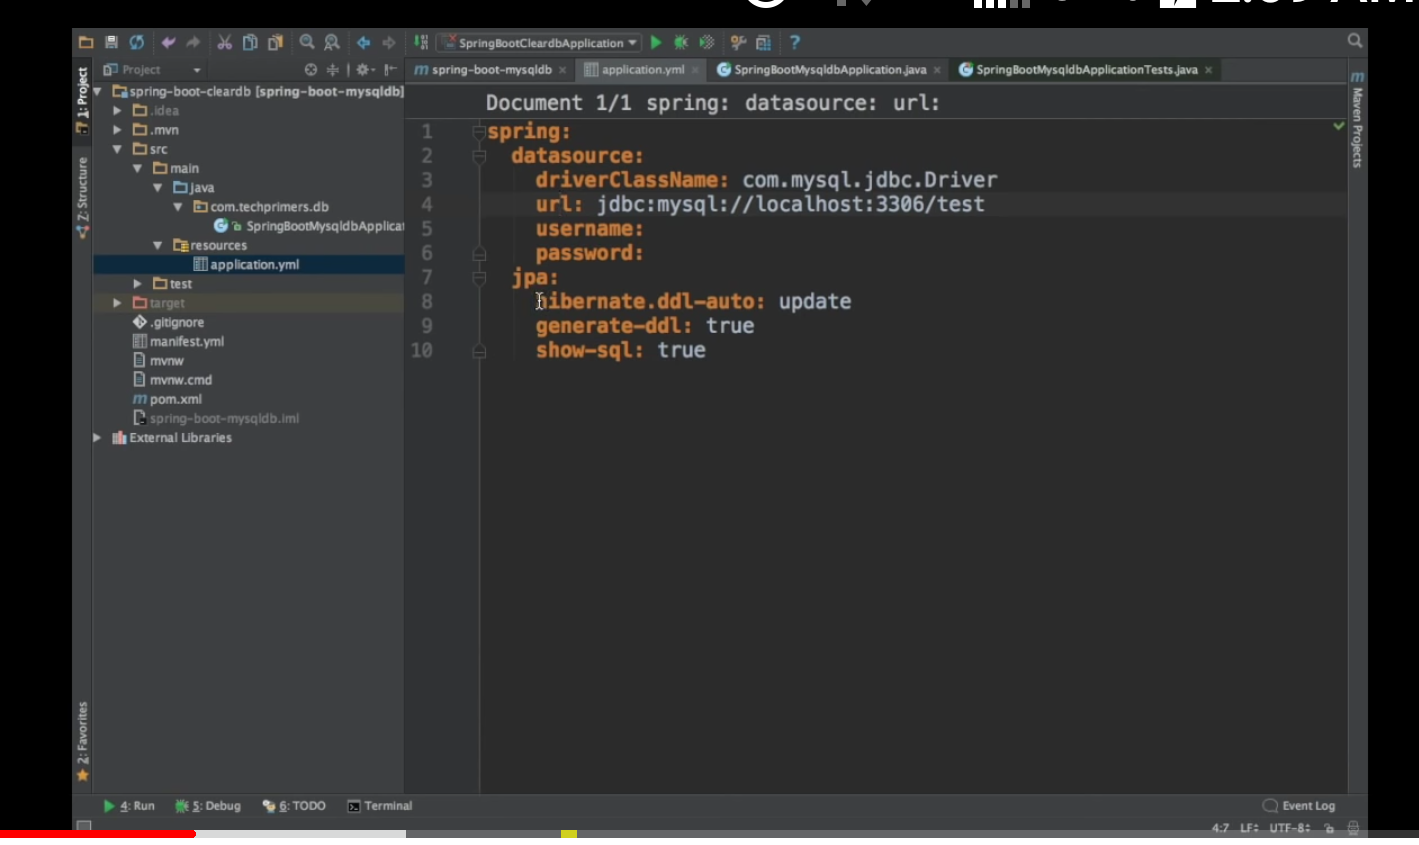 SpringBootCleardbApplication
Project
spring-boot-mysqldb
application.yml
SpringBootMysqldbApplication.java
SpringBootMysqldbApplicationTests.java
1: Project
Z: Structure
2: Favorites
Maven Projects
spring-boot-cleardb [spring-boot-mysqldb]
.idea
.mvn
src
main
java
com.techprimers.db
SpringBootMysqldbApplicat
resources
application.yml
test
target
.gitignore
manifest.yml
mvnw
mvnw.cmd
pom.xml
spring-boot-mysqldb.iml
External Libraries
Document 1/1 spring: datasource: url:
1 spring:
2 datasource:
3 driverClassName: com.mysql.jdbc.Driver
4 url: jdbc:mysql://localhost:3306/test
5 username:
6 password:
7 jpa:
8 hibernate.ddl-auto: update
9 generate-ddl: true
10 show-sql: true
4: Run 5: Debug 6: TODO Terminal Event Log
4:7 LF÷ UTF-8÷